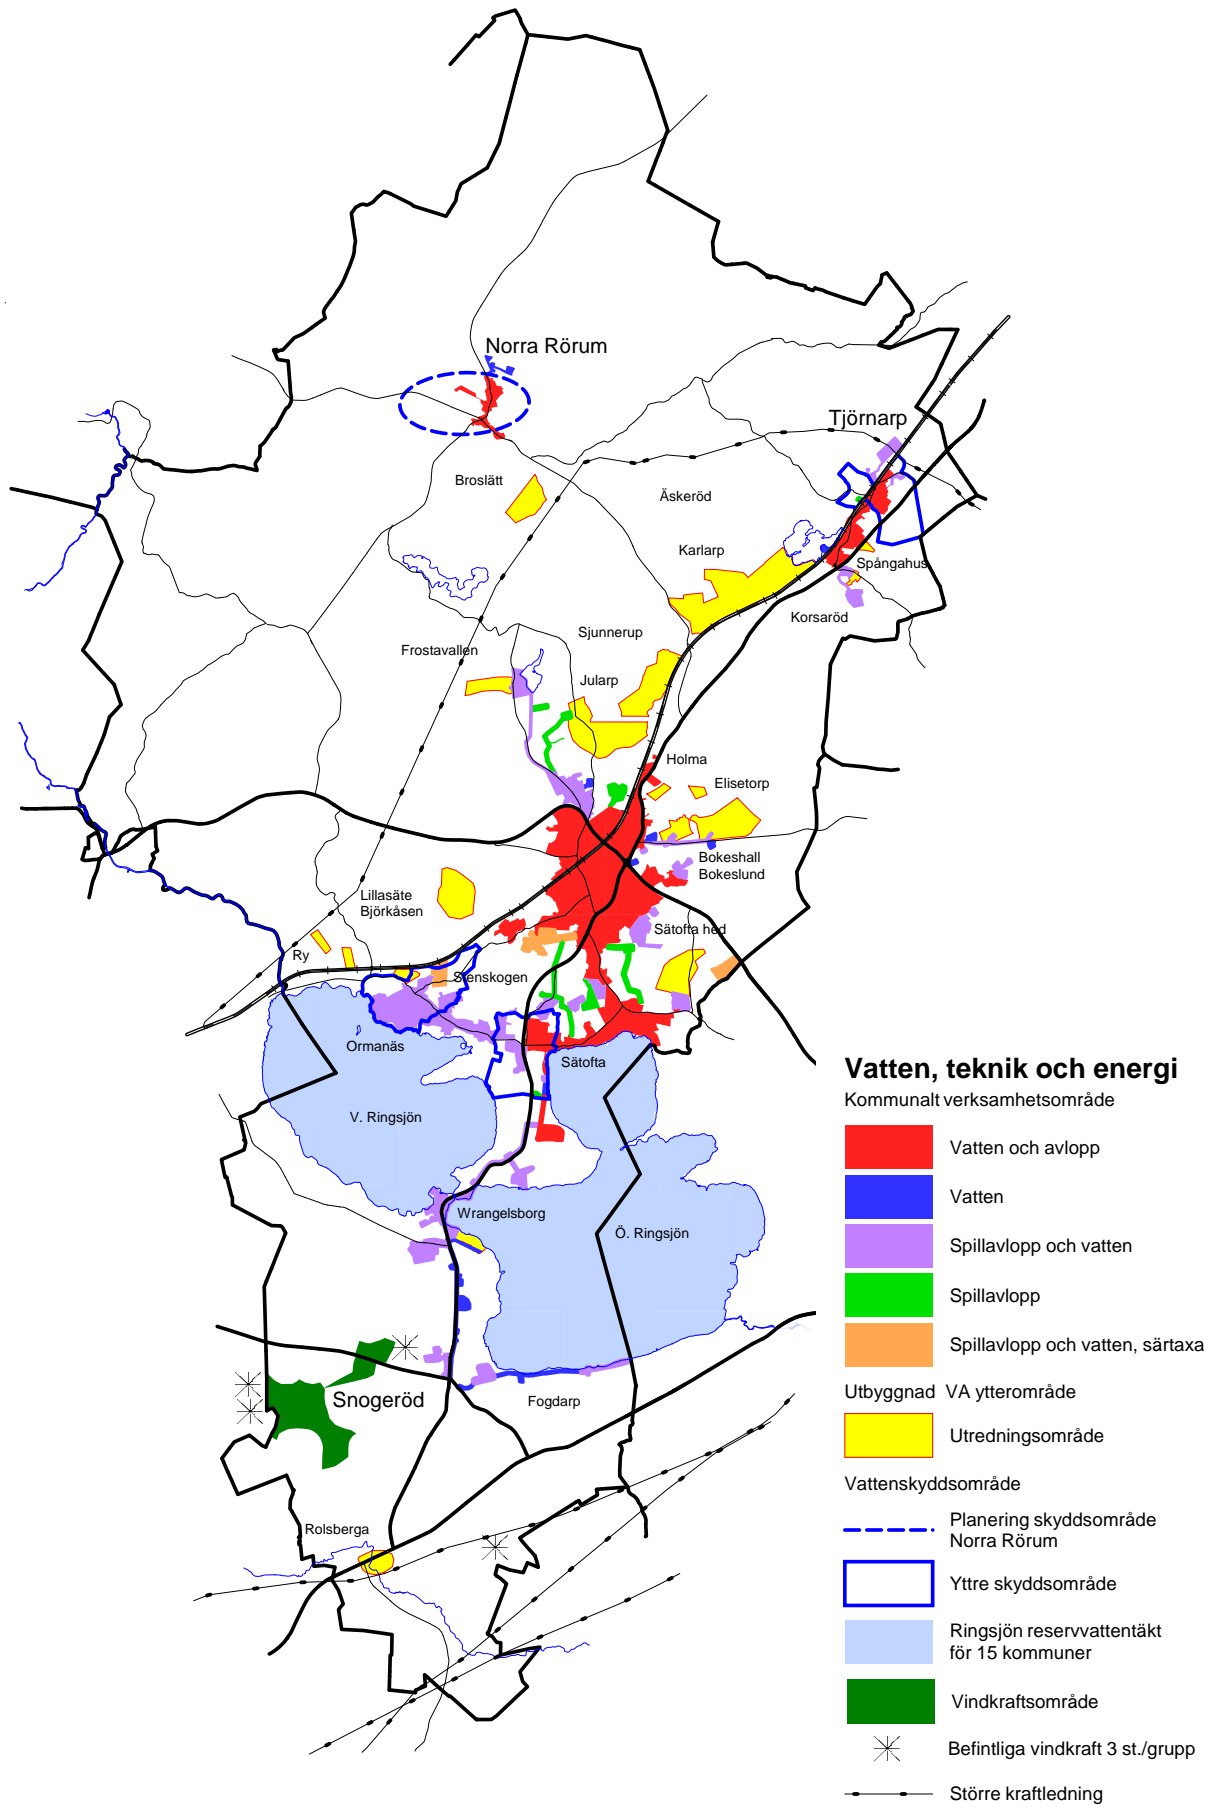 Norra Rörum
Tjörnarp
Broslätt
Äskeröd
Karlarp
Spångahus
Korsaröd
Sjunnerup
Frostavallen
Jularp
Holma
Elisetorp
Bokeshall
Bokeslund
Lillasäte
Björkåsen
Sätofta hed
Ry
Stenskogen
Ormanäs
Sätofta
V. Ringsjön
Wrangelsborg
Ö. Ringsjön
Snogeröd
Fogdarp
Rolsberga
Vatten, teknik och energi
Kommunalt verksamhetsområde
Vatten och avlopp
Vatten
Spillavlopp och vatten
Spillavlopp
Spillavlopp och vatten, särtaxa
Utbyggnad VA ytterområde
Utredningsområde
Vattenskyddsområde
Planering skyddsområde
Norra Rörum
Yttre skyddsområde
Ringsjön reservvattentäkt
för 15 kommuner
Vindkraftsområde
Befintliga vindkraft 3 st./grupp
Större kraftledning